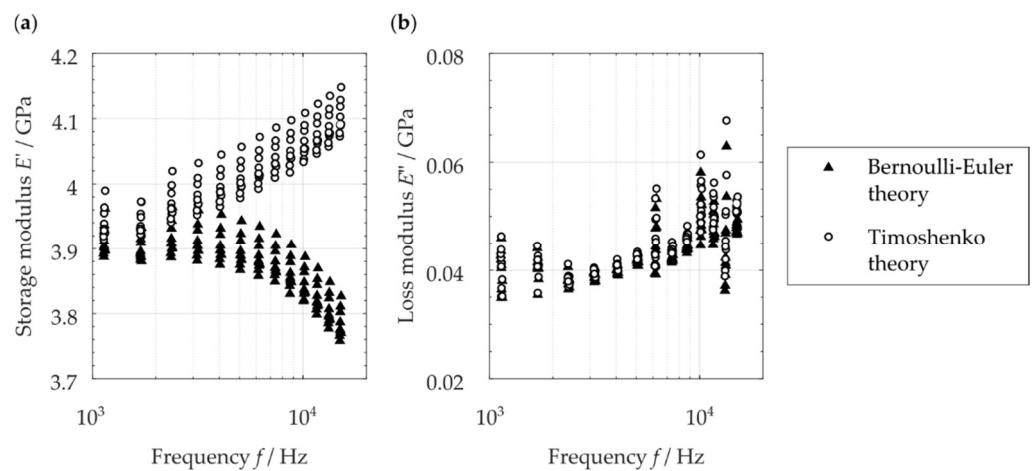 (a)
Storage modulus E' / GPa
4.2
4.1
4
3.9
3.8
3.7
10³
10⁴
Frequency f / Hz
(b)
Loss modulus E'' / GPa
0.08
0.06
0.04
0.02
10³
10⁴
Frequency f / Hz
Bernoulli-Euler
theory
Timoshenko
theory